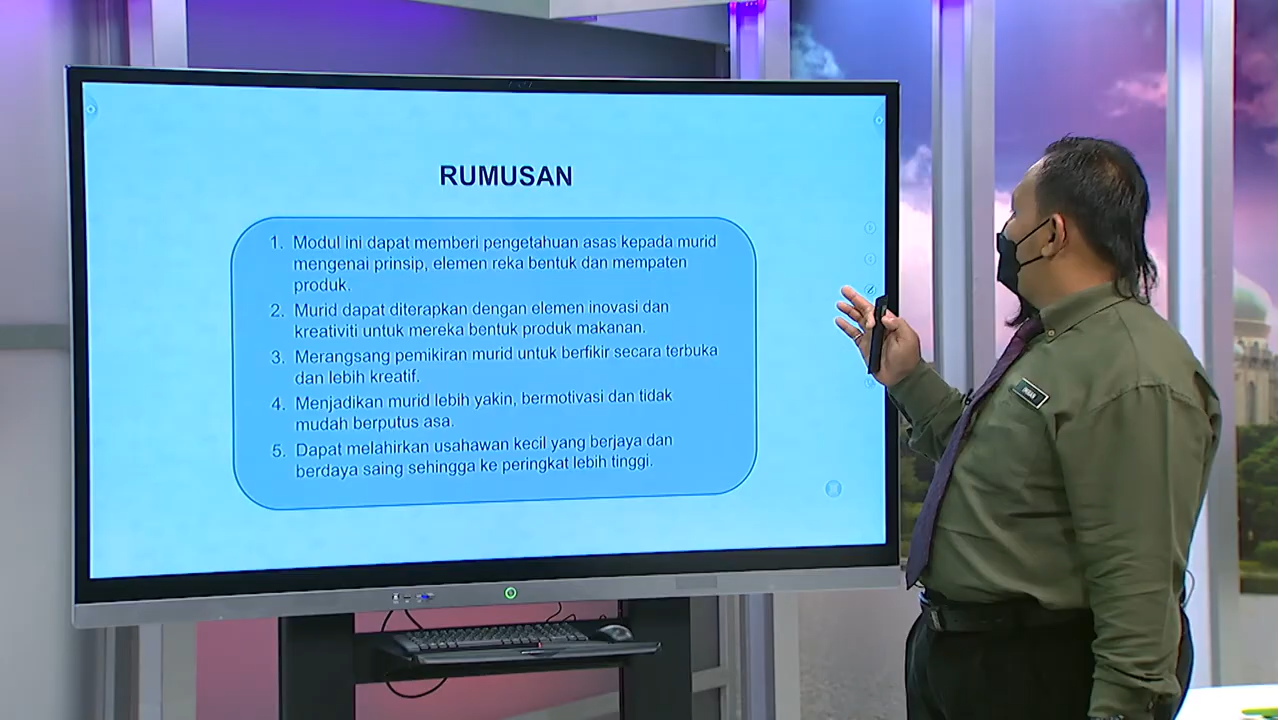 RUMUSAN
1. Modul ini dapat memberi pengetahuan asas kepada murid
mengenai prinsip, elemen reka bentuk dan mempaten
produk.
2. Murid dapat diterapkan dengan elemen inovasi dan
kreativiti untuk mereka bentuk produk makanan.
3. Merangsang pemikiran murid untuk berfikir secara terbuka
dan lebih kreatif.
4. Menjadikan murid lebih yakin, bermotivasi dan tidak
mudah berputus asa.
5. Dapat melahirkan usahawan kecil yang berjaya dan
berdaya saing sehingga ke peringkat lebih tinggi.